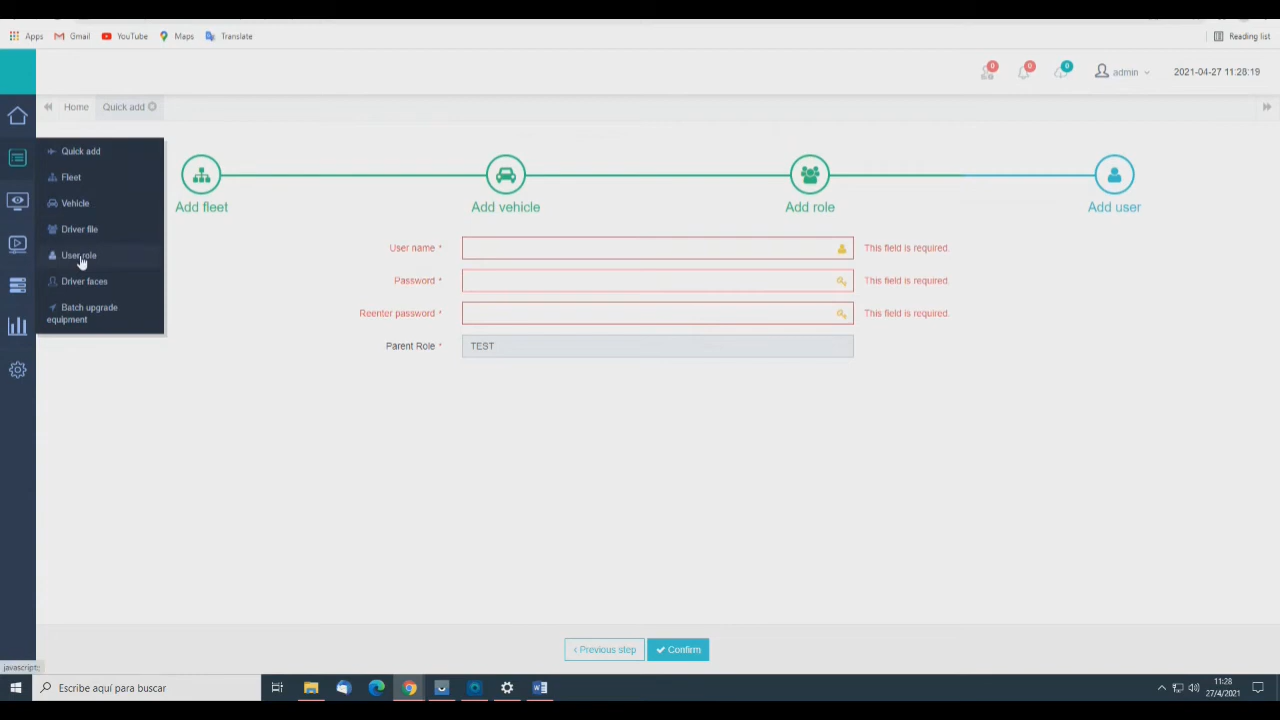 Apps Gmail YouTube Maps Translate Reading list
0 0 0 admin 2021-04-27 11:28:19
Home Quick add
Quick add
Fleet
Vehicle
Driver file
User role
Driver faces
Batch upgrade
equipment
Add fleet Add vehicle Add role Add user
User name * This field is required.
Password * This field is required.
Reenter password * This field is required.
Parent Role * TEST
‹ Previous step Confirm
javascript:;
Escribe aquí para buscar
11:28
27/4/2021